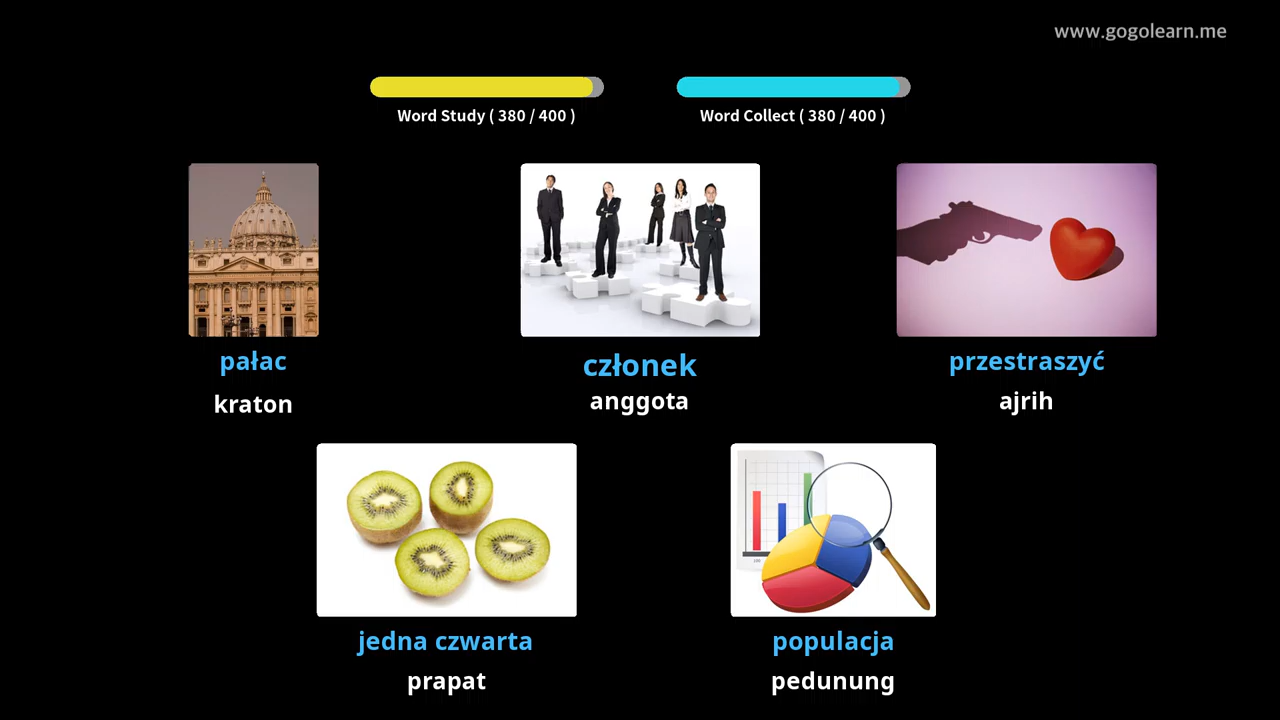 www.gogolearn.me
Word Study ( 380 / 400 )
Word Collect ( 380 / 400 )
pałac
członek
przestraszyć
kraton
anggota
ajrih
jedna czwarta
populacja
prapat
pedunung